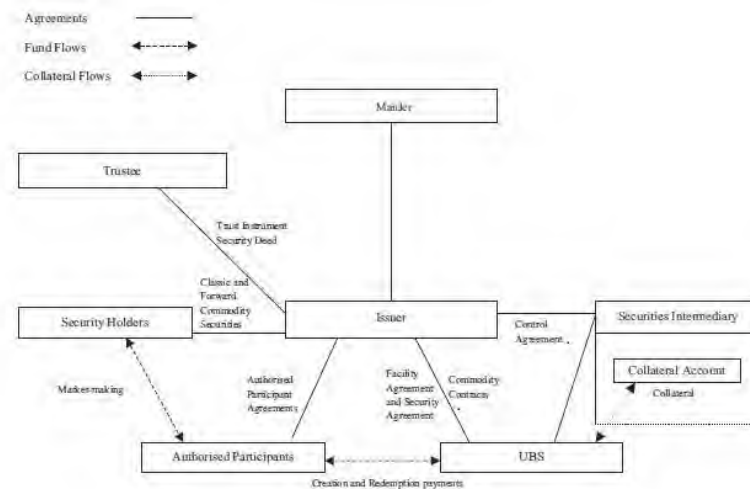 Agreements
Fund Flows
Collateral Flows
Manler
Trustee
Trust Instrument
Security Deed
Classic and
Forward
Commodity
Securities
Security Holders
Issuer
Control
Agreement
Securities Intermediary
Collateral Account
Collateral
Market-making
Authorised
Participant
Agreements
Facility
Agreement
and Security
Agreement
Commodity
Contracts
Authorised Participants
UBS
Creation and Redemption payments